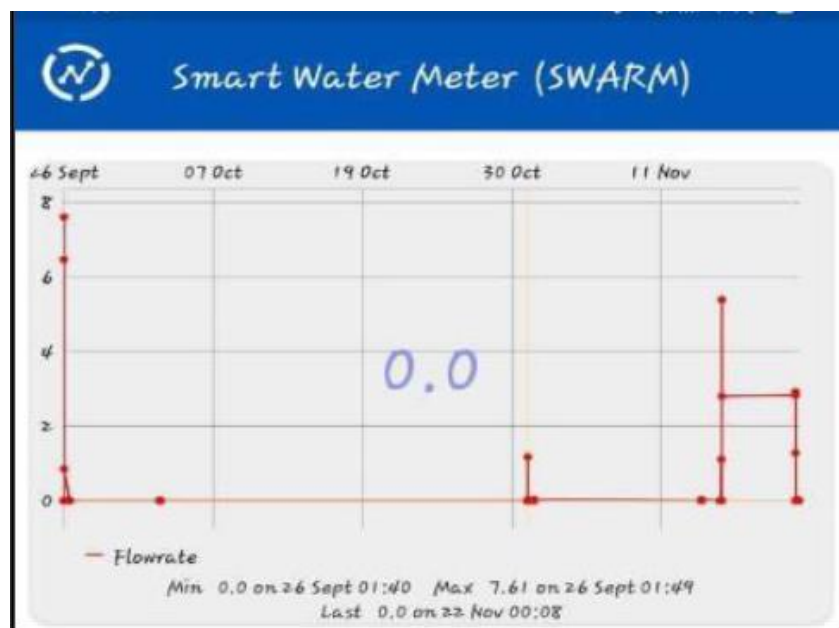 Smart Water Meter (SWARM)
26 Sept 07 Oct 19 Oct 30 Oct 11 Nov
8
6
4
0.0
2
0
Flowrate
Min 0.0 on 26 Sept 01:40 Max 7.61 on 26 Sept 01:49
Last 0.0 on 22 Nov 00:08